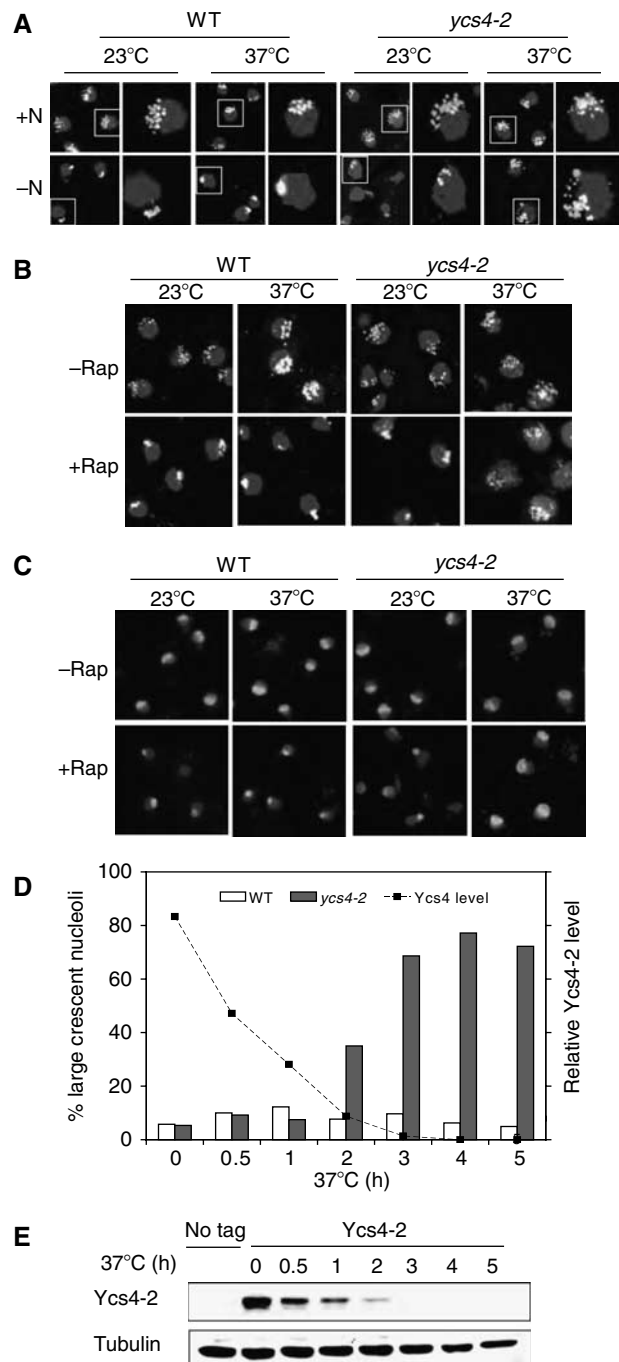 A
WT ycs4-2
23°C 37°C 23°C 37°C
+N
−N
B
WT ycs4-2
23°C 37°C 23°C 37°C
−Rap
+Rap
C
WT ycs4-2
23°C 37°C 23°C 37°C
−Rap
+Rap
D
WT ycs4-2 Ycs4 level
100
80
60
40
20
0
% large crescent nucleoli
Relative Ycs4-2 level
0 0.5 1 2 3 4 5
37°C (h)
E
No tag Ycs4-2
37°C (h) 0 0.5 1 2 3 4 5
Ycs4-2
Tubulin